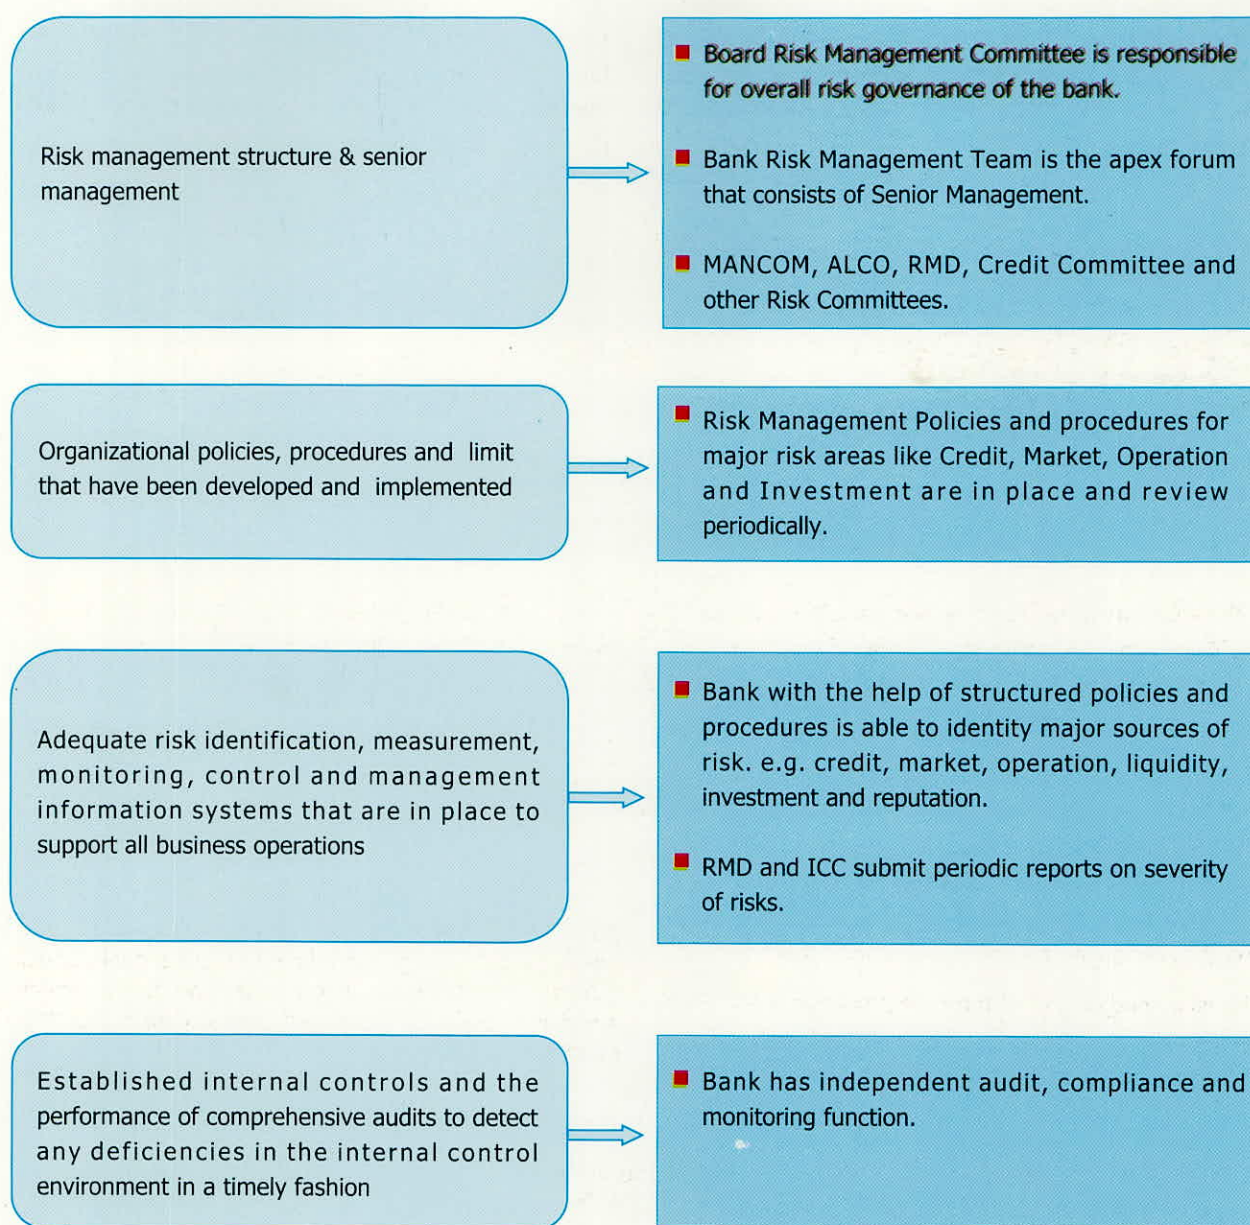 Risk management structure & senior
management
Board Risk Management Committee is responsible
for overall risk governance of the bank.
Bank Risk Management Team is the apex forum
that consists of Senior Management.
MANCOM, ALCO, RMD, Credit Committee and
other Risk Committees.
Organizational policies, procedures and limit
that have been developed and implemented
Risk Management Policies and procedures for
major risk areas like Credit, Market, Operation
and Investment are in place and review
periodically.
Adequate risk identification, measurement,
monitoring, control and management
information systems that are in place to
support all business operations
Bank with the help of structured policies and
procedures is able to identity major sources of
risk. e.g. credit, market, operation, liquidity,
investment and reputation.
RMD and ICC submit periodic reports on severity
of risks.
Established internal controls and the
performance of comprehensive audits to detect
any deficiencies in the internal control
environment in a timely fashion
Bank has independent audit, compliance and
monitoring function.